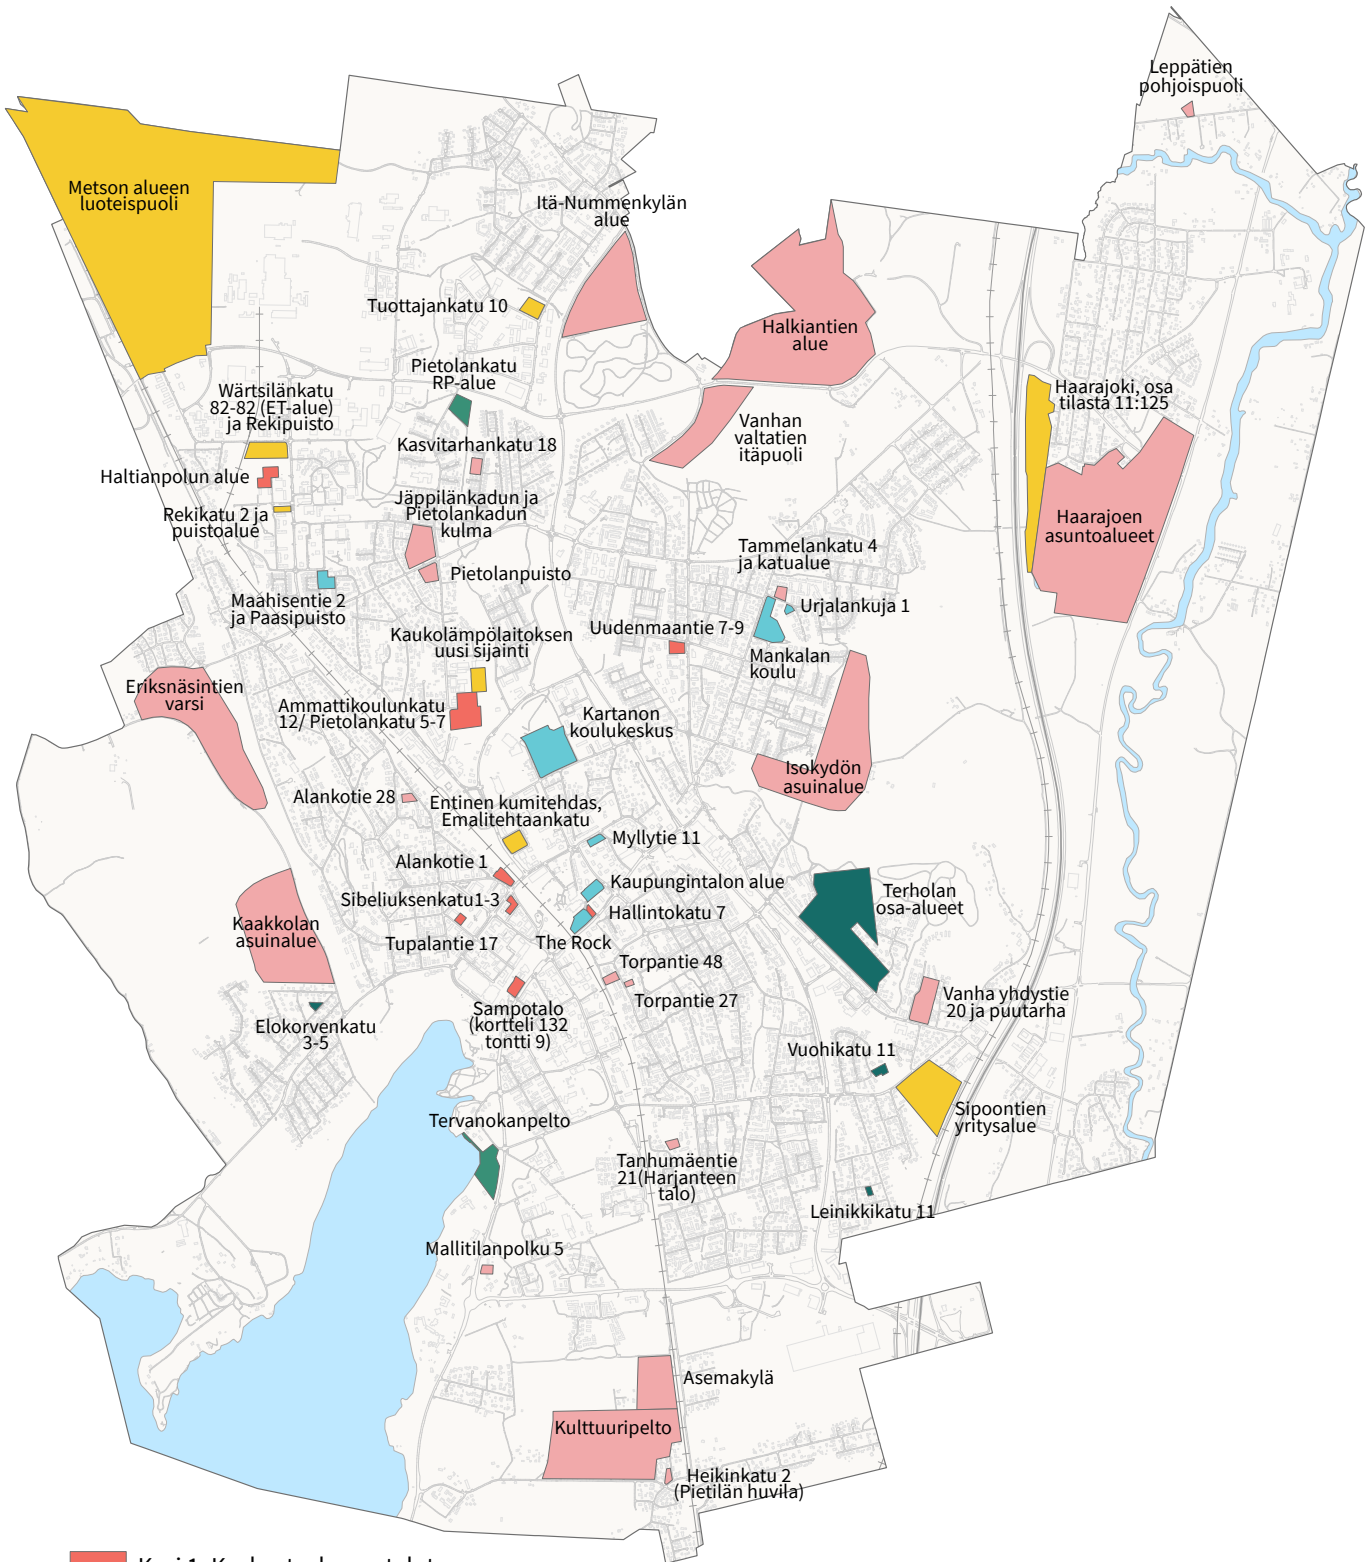 Leppätien
pohjoispuoli
Metson alueen
luoteispuoli
Itä-Nummenkylän
alue
Tuottajankatu 10
Halkiantien
alue
Pietolankatu
RP-alue
Wärtsilänkatu
82-82 (ET-alue)
ja Rekipuisto
Haarajoki, osa
tilasta 11:125
Vanhan
valtatien
itäpuoli
Kasvitarhankatu 18
Haltianpolun alue
Jäppilänkadun ja
Pietolankadun
kulma
Rekikatu 2 ja
puistoalue
Haarajoen
asuntoalueet
Tammelankatu 4
ja katualue
Pietolanpuisto
Maahisentie 2
ja Paasipuisto
Urjalankuja 1
Uudenmaantie 7-9
Kaukolämpölaitoksen
uusi sijainti
Mankalan
koulu
Eriksnäsintien
varsi
Ammattikoulunkatu
12/ Pietolankatu 5-7
Kartanon
koulukeskus
Isokydön
asuinalue
Alankotie 28
Entinen kumitehdas,
Emalitehtaankatu
Myllytie 11
Alankotie 1
Kaupungintalon alue
Sibeliuksenkatu1-3
Terholan
osa-alueet
Hallintokatu 7
Kaakkolan
asuinalue
Tupalantie 17
The Rock
Torpantie 48
Torpantie 27
Vanha yhdystie
20 ja puutarha
Sampotalo
(kortteli 132
tontti 9)
Elokorvenkatu
3-5
Vuohikatu 11
Sipoontien
yritysalue
Tervanokanpelto
Tanhumäentie
21(Harjanteen
talo)
Leinikkikatu 11
Mallitilanpolku 5
Asemakylä
Kulttuuripelto
Heikinkatu 2
(Pietilän huvila)